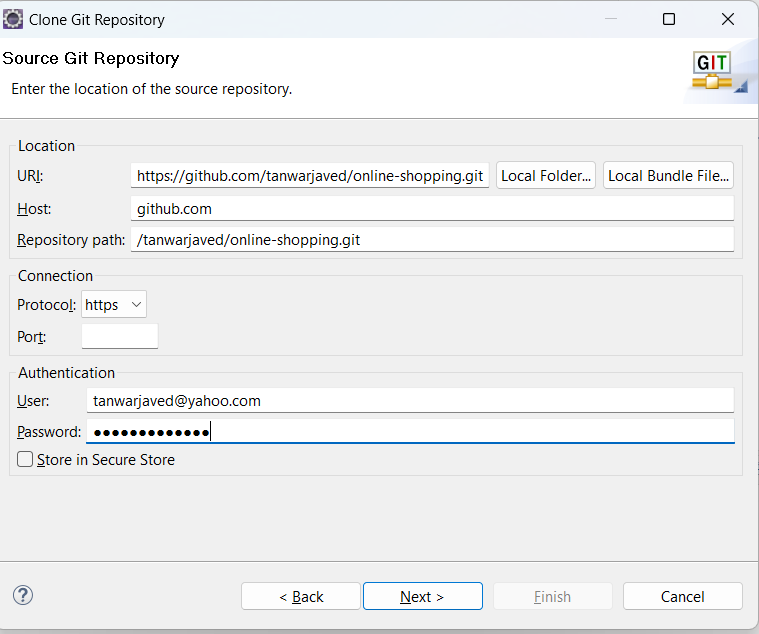 Clone Git Repository
Source Git Repository
Enter the location of the source repository.
GIT
Location
URI: https://github.com/tanwarjaved/online-shopping.git Local Folder... Local Bundle File...
Host: github.com
Repository path: /tanwarjaved/online-shopping.git
Connection
Protocol: https
Port:
Authentication
User: tanwarjaved@yahoo.com
Password: ●●●●●●●●●●●●●
Store in Secure Store
? < Back Next > Finish Cancel